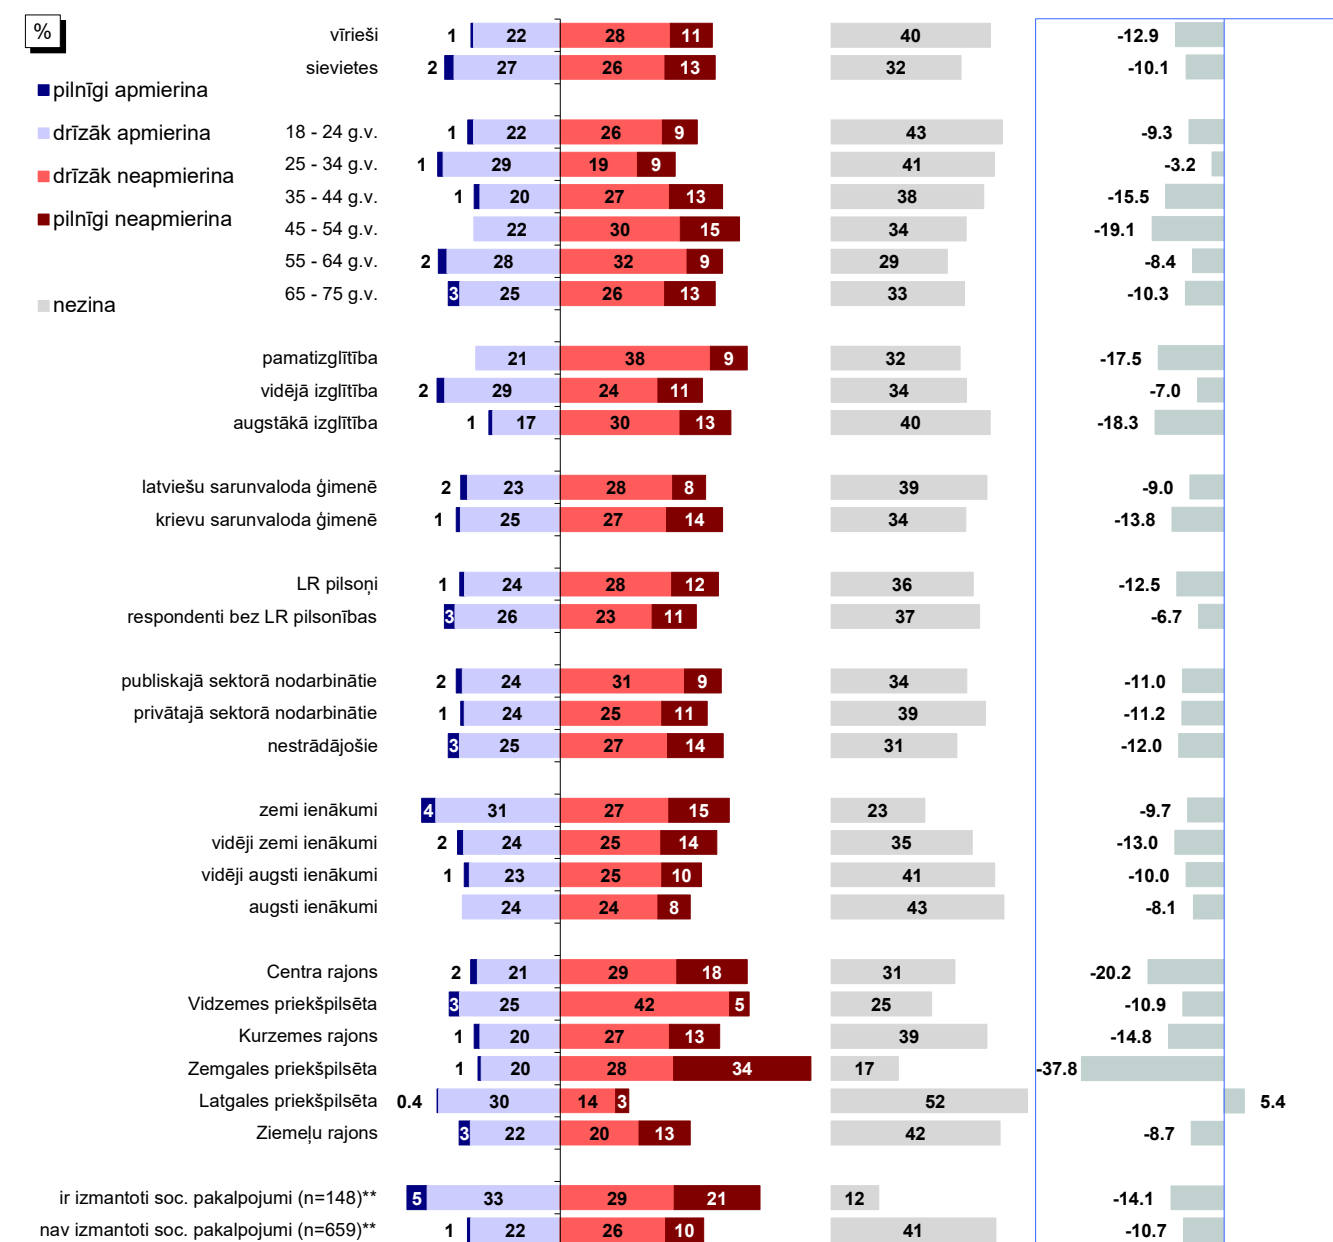 %
pilnīgi apmierina
drīzāk apmierina
drīzāk neapmierina
pilnīgi neapmierina
nezina
vīrieši 1 22 28 11 40 -12.9
sievietes 2 27 26 13 32 -10.1
18 - 24 g.v. 1 22 26 9 43 -9.3
25 - 34 g.v. 1 29 19 9 41 -3.2
35 - 44 g.v. 1 20 27 13 38 -15.5
45 - 54 g.v. 22 30 15 34 -19.1
55 - 64 g.v. 2 28 32 9 29 -8.4
65 - 75 g.v. 3 25 26 13 33 -10.3
pamatizglītība 21 38 9 32 -17.5
vidējā izglītība 2 29 24 11 34 -7.0
augstākā izglītība 1 17 30 13 40 -18.3
latviešu sarunvaloda ģimenē 2 23 28 8 39 -9.0
krievu sarunvaloda ģimenē 1 25 27 14 34 -13.8
LR pilsoņi 1 24 28 12 36 -12.5
respondenti bez LR pilsonības 3 26 23 11 37 -6.7
publiskajā sektorā nodarbinātie 2 24 31 9 34 -11.0
privātajā sektorā nodarbinātie 1 24 25 11 39 -11.2
nestrādājošie 3 25 27 14 31 -12.0
zemi ienākumi 4 31 27 15 23 -9.7
vidēji zemi ienākumi 2 24 25 14 35 -13.0
vidēji augsti ienākumi 1 23 25 10 41 -10.0
augsti ienākumi 24 24 8 43 -8.1
Centra rajons 2 21 29 18 31 -20.2
Vidzemes priekšpilsēta 3 25 42 5 25 -10.9
Kurzemes rajons 1 20 27 13 39 -14.8
Zemgales priekšpilsēta 1 20 28 34 17 -37.8
Latgales priekšpilsēta 0.4 30 14 3 52 5.4
Ziemeļu rajons 3 22 20 13 42 -8.7
ir izmantoti soc. pakalpojumi (n=148)** 5 33 29 21 12 -14.1
nav izmantoti soc. pakalpojumi (n=659)** 1 22 26 10 41 -10.7